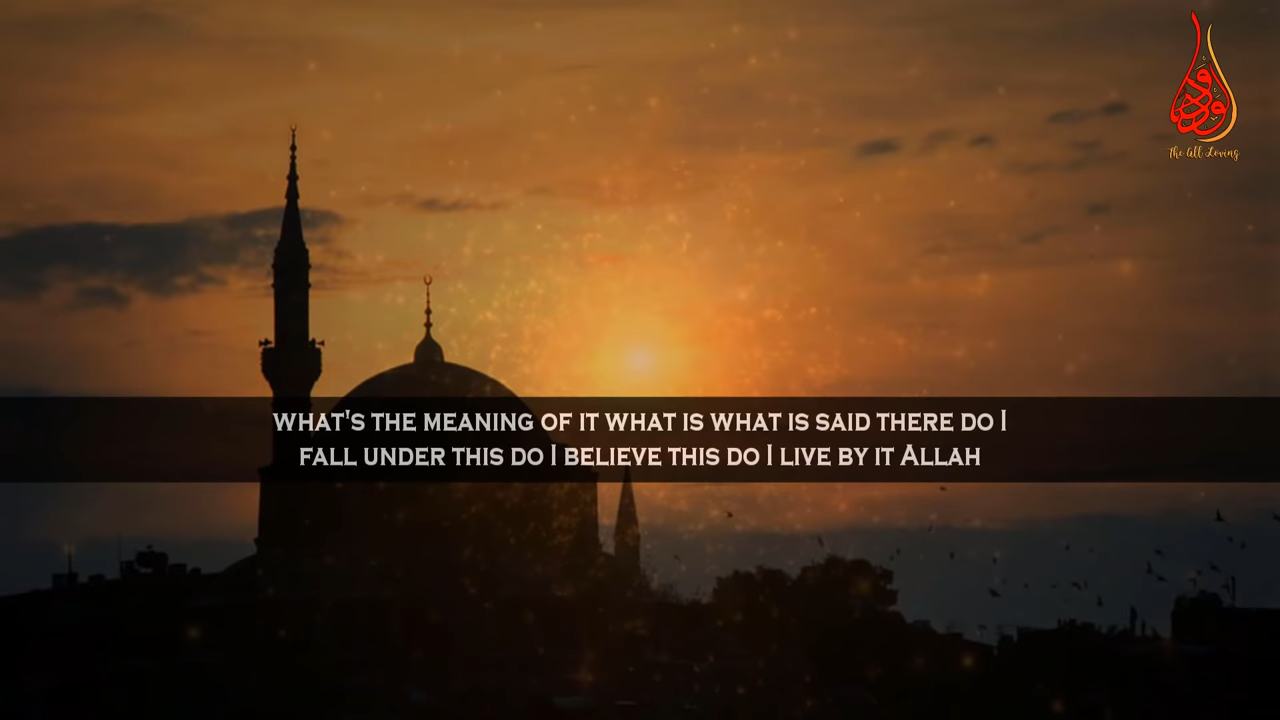 الودود
The All Loving
WHAT'S THE MEANING OF IT WHAT IS WHAT IS SAID THERE DO I
FALL UNDER THIS DO I BELIEVE THIS DO I LIVE BY IT ALLAH